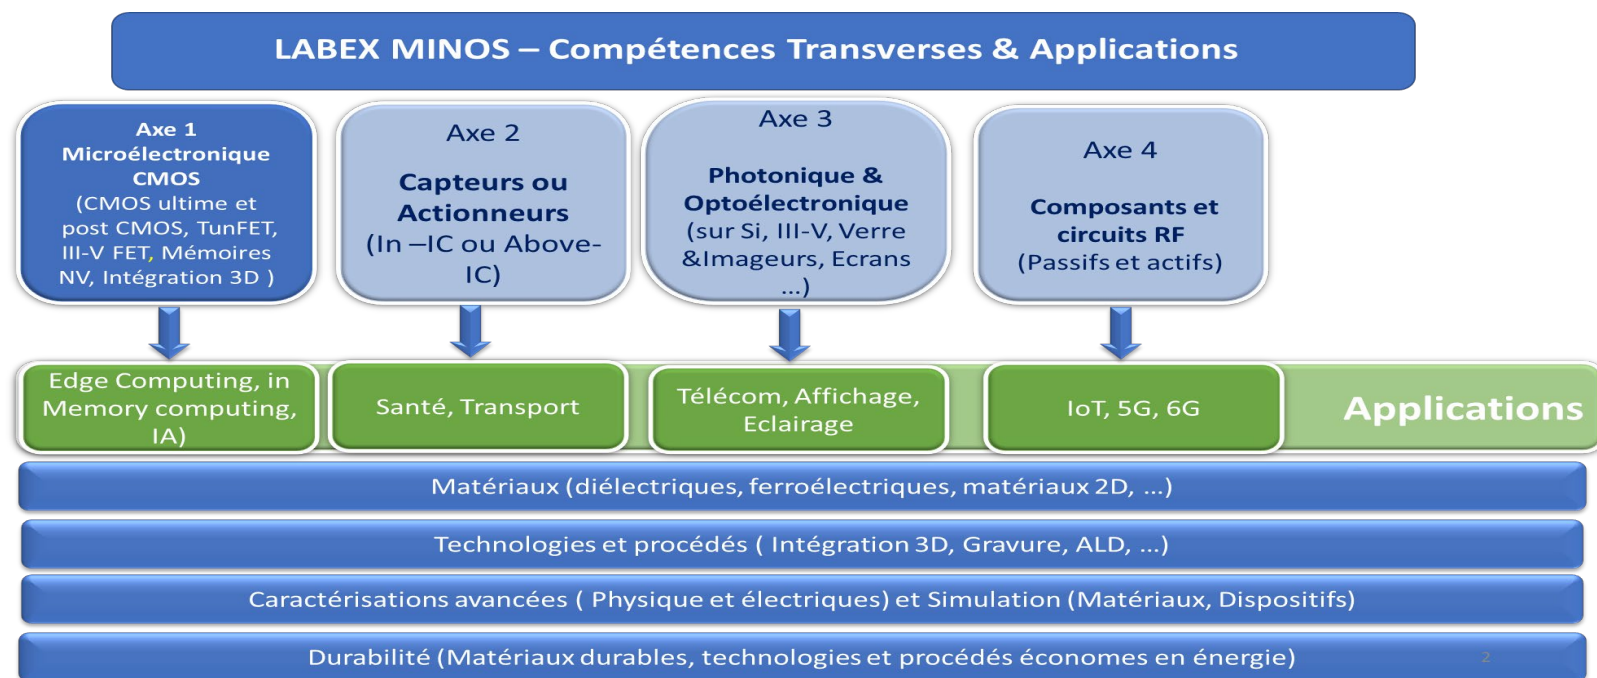 LABEX MINOS – Compétences Transverses & Applications
Axe 1
Microélectronique
CMOS
(CMOS ultime et
post CMOS, TunFET,
III-V FET, Mémoires
NV, Intégration 3D )
Axe 2
Capteurs ou
Actionneurs
(In –IC ou Above-
IC)
Axe 3
Photonique &
Optoélectronique
(sur Si, III-V, Verre
&Imageurs, Ecrans
...)
Axe 4
Composants et
circuits RF
(Passifs et actifs)
Edge Computing, in
Memory computing,
IA)
Santé, Transport
Télécom, Affichage,
Eclairage
IoT, 5G, 6G
Applications
Matériaux (diélectriques, ferroélectriques, matériaux 2D, ...)
Technologies et procédés ( Intégration 3D, Gravure, ALD, ...)
Caractérisations avancées ( Physique et électriques) et Simulation (Matériaux, Dispositifs)
Durabilité (Matériaux durables, technologies et procédés économes en énergie)
2